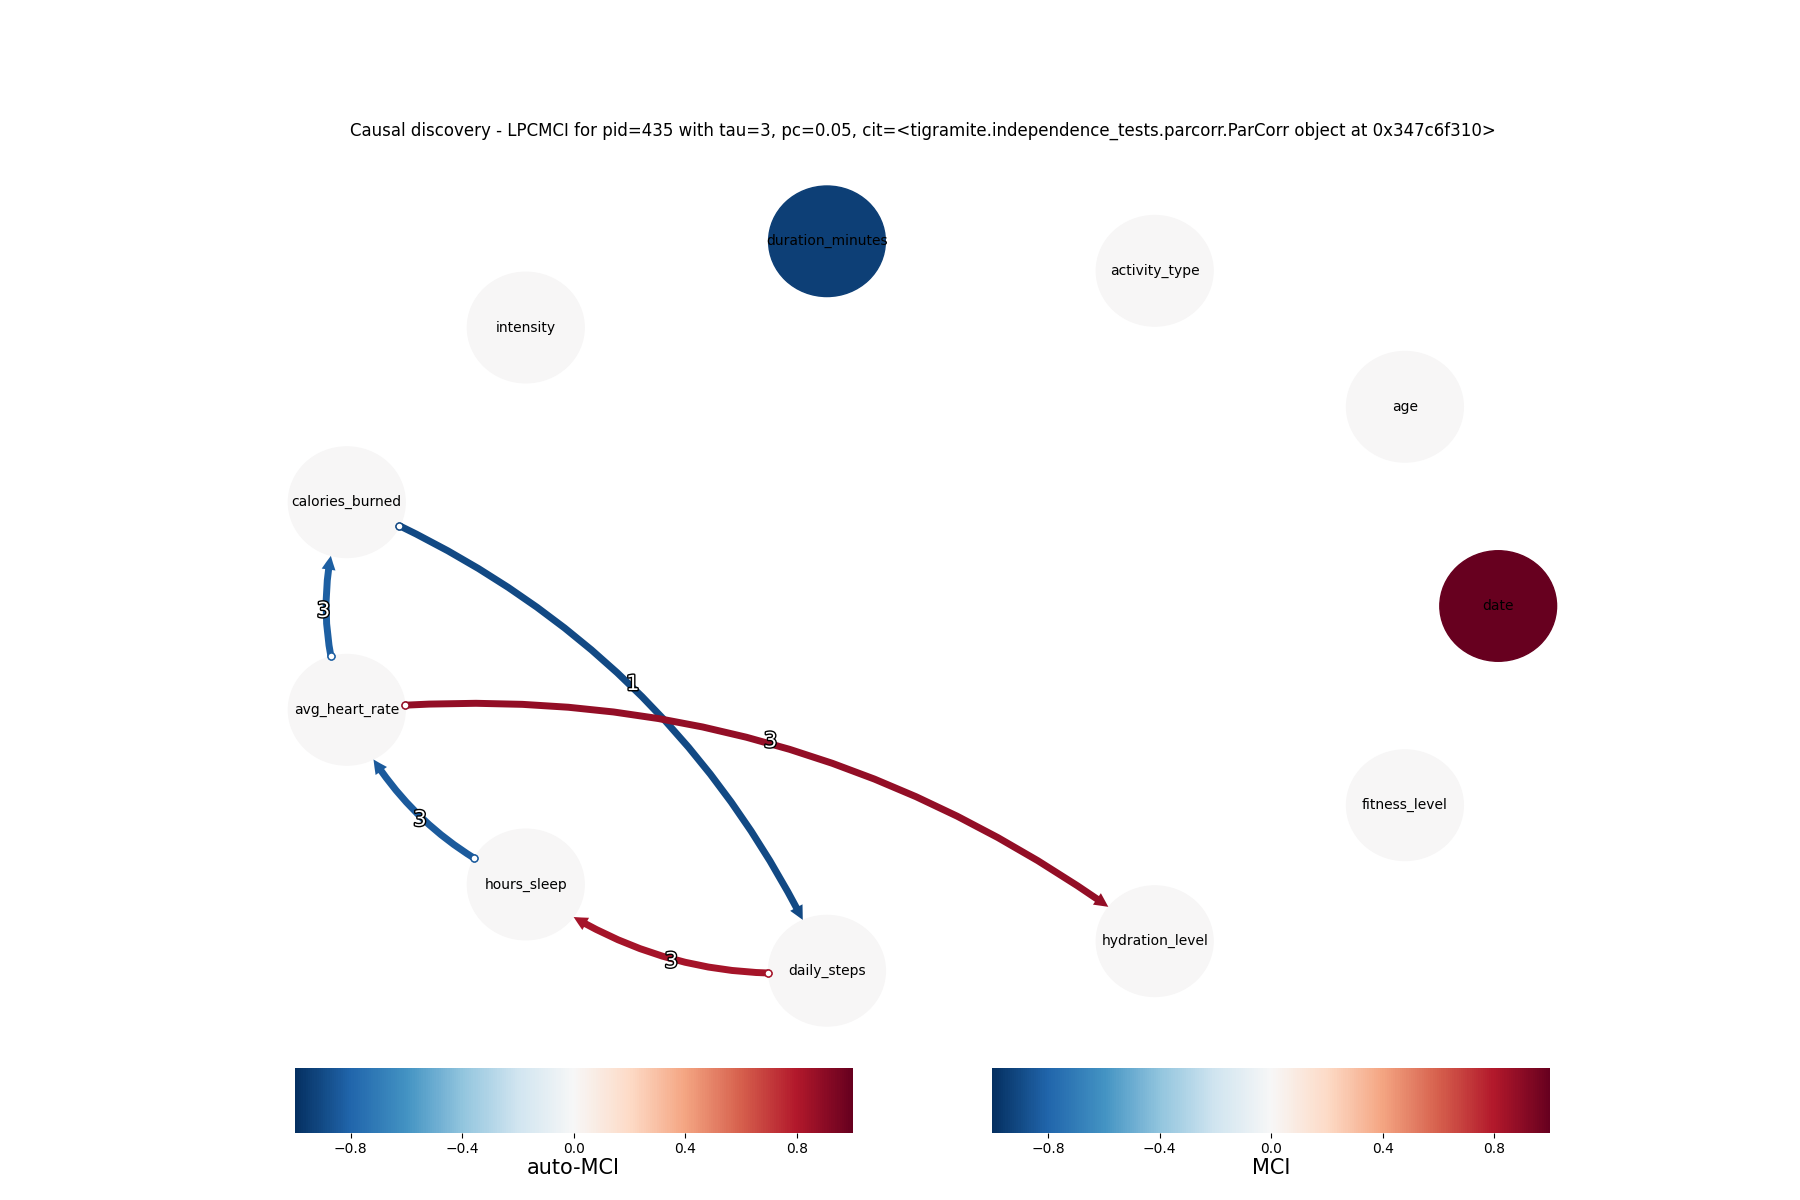 Causal discovery - LPCMCI for pid=435 with tau=3, pc=0.05, cit=<tigramite.independence_tests.parcorr.ParCorr object at 0x347c6f310>
duration_minutes
activity_type
intensity
age
calories_burned
date
3
1
avg_heart_rate
3
fitness_level
3
hours_sleep
hydration_level
3
daily_steps
−0.8 −0.4 0.0 0.4 0.8
auto-MCI
−0.8 −0.4 0.0 0.4 0.8
MCI